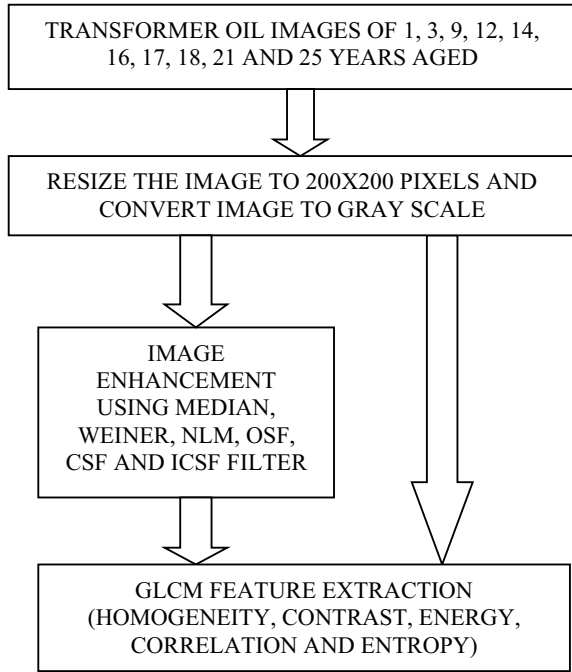 TRANSFORMER OIL IMAGES OF 1, 3, 9, 12, 14,
16, 17, 18, 21 AND 25 YEARS AGED
RESIZE THE IMAGE TO 200X200 PIXELS AND
CONVERT IMAGE TO GRAY SCALE
IMAGE
ENHANCEMENT
USING MEDIAN,
WEINER, NLM, OSF,
CSF AND ICSF FILTER
GLCM FEATURE EXTRACTION
(HOMOGENEITY, CONTRAST, ENERGY,
CORRELATION AND ENTROPY)